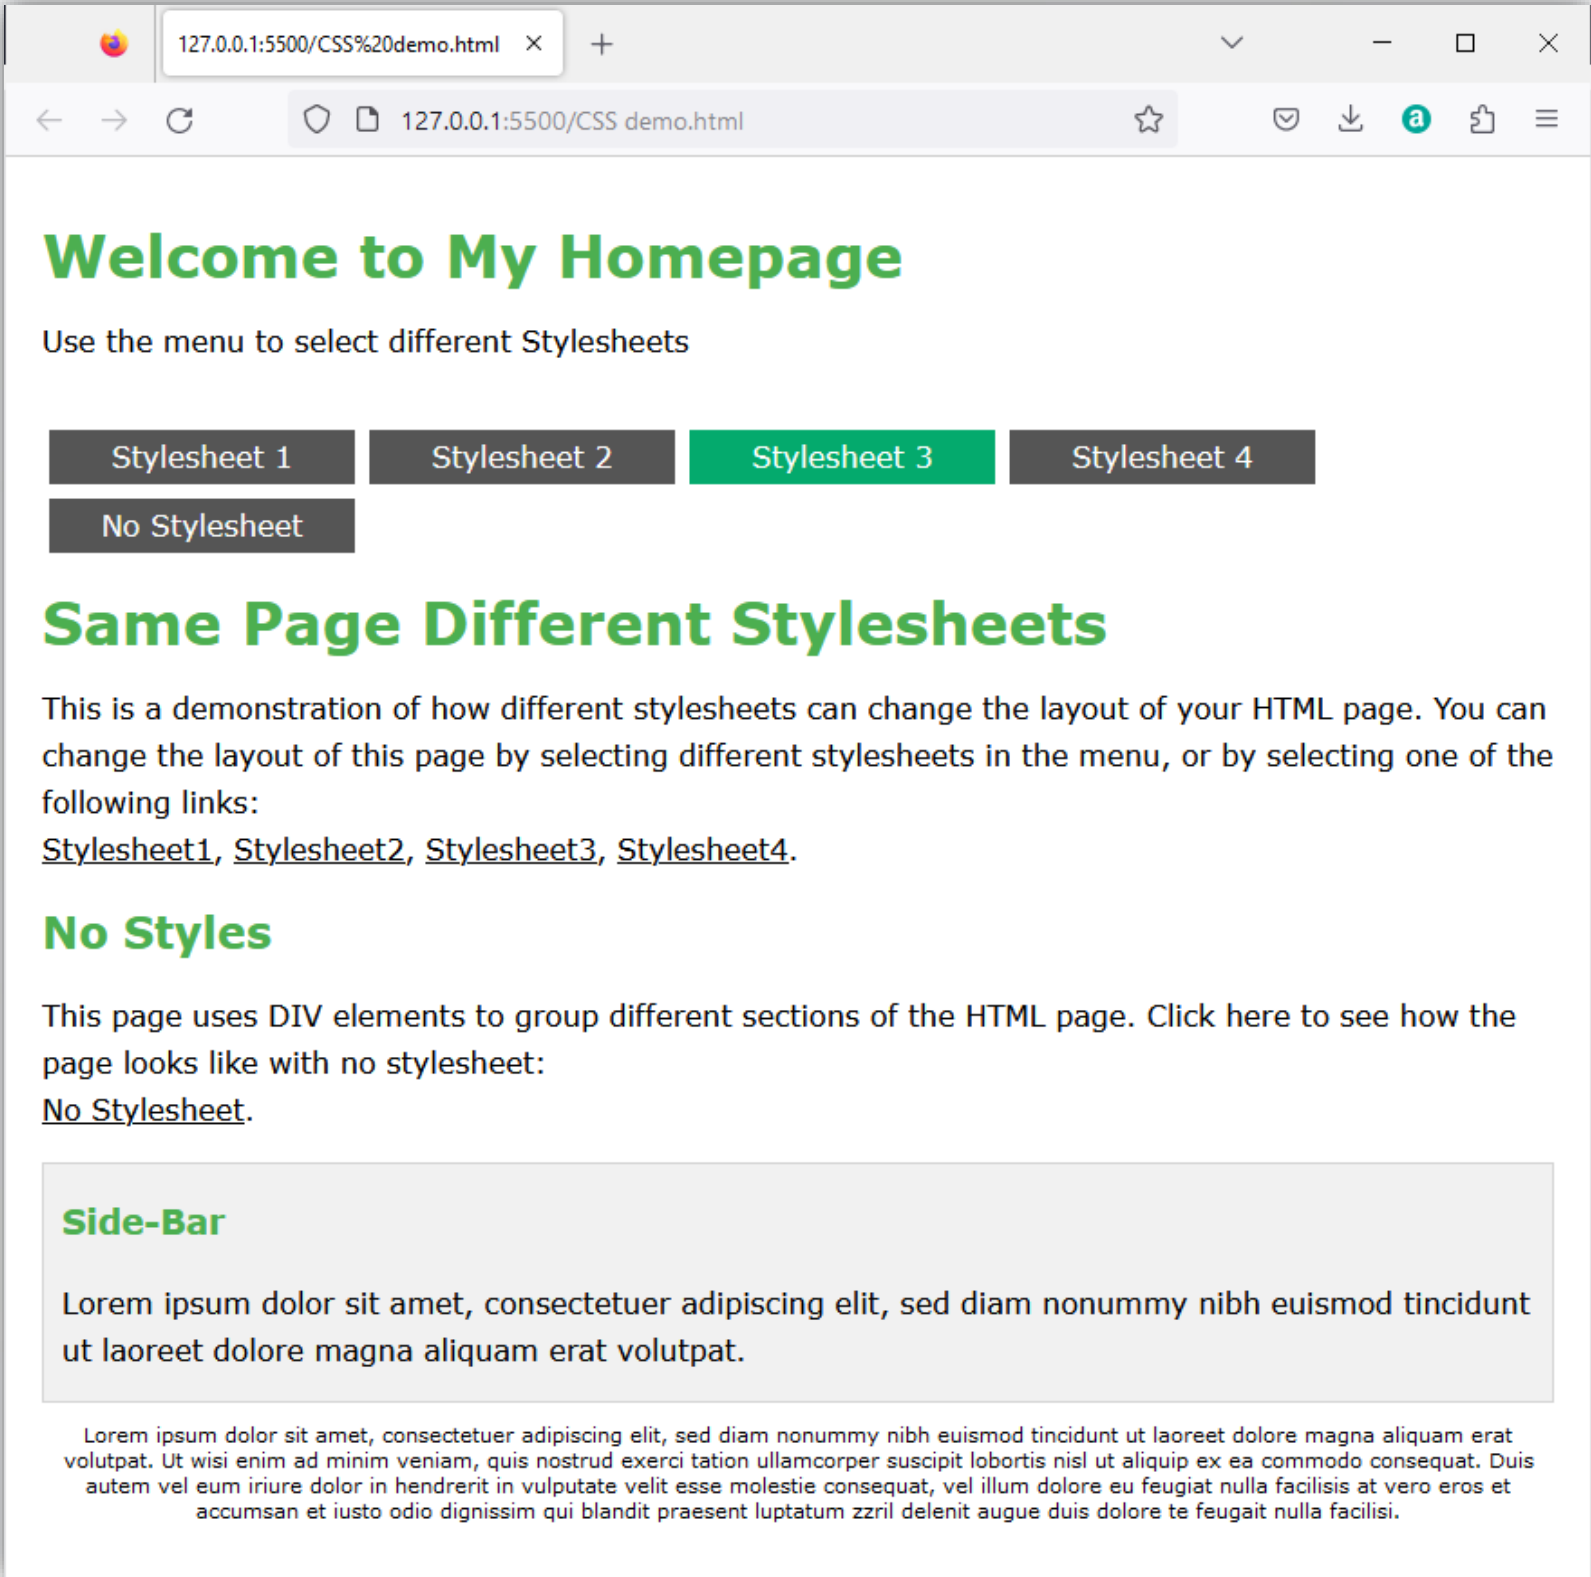 127.0.0.1:5500/CSS%20demo.html
127.0.0.1:5500/CSS demo.html
a
Welcome to My Homepage
Use the menu to select different Stylesheets
Stylesheet 1 Stylesheet 2 Stylesheet 3 Stylesheet 4
No Stylesheet
Same Page Different Stylesheets
This is a demonstration of how different stylesheets can change the layout of your HTML page. You can
change the layout of this page by selecting different stylesheets in the menu, or by selecting one of the
following links:
Stylesheet1, Stylesheet2, Stylesheet3, Stylesheet4.
No Styles
This page uses DIV elements to group different sections of the HTML page. Click here to see how the
page looks like with no stylesheet:
No Stylesheet.
Side-Bar
Lorem ipsum dolor sit amet, consectetuer adipiscing elit, sed diam nonummy nibh euismod tincidunt
ut laoreet dolore magna aliquam erat volutpat.
Lorem ipsum dolor sit amet, consectetuer adipiscing elit, sed diam nonummy nibh euismod tincidunt ut laoreet dolore magna aliquam erat
volutpat. Ut wisi enim ad minim veniam, quis nostrud exerci tation ullamcorper suscipit lobortis nisl ut aliquip ex ea commodo consequat. Duis
autem vel eum iriure dolor in hendrerit in vulputate velit esse molestie consequat, vel illum dolore eu feugiat nulla facilisis at vero eros et
accumsan et iusto odio dignissim qui blandit praesent luptatum zzril delenit augue duis dolore te feugait nulla facilisi.